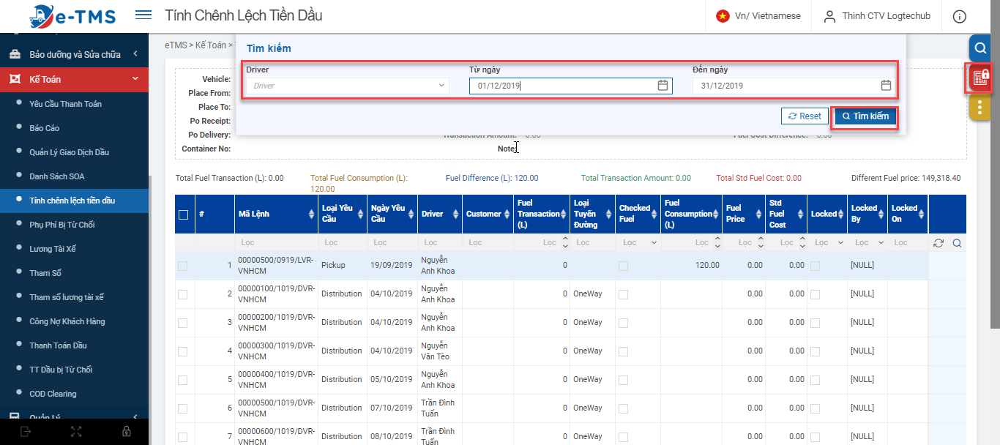 e-TMS
Tính Chênh Lệch Tiền Dầu
Vn/ Vietnamese
Thinh CTV Logtechub
Bảo dưỡng và Sửa chữa
Kế Toán
Yêu Cầu Thanh Toán
Báo Cáo
Quản Lý Giao Dịch Dầu
Danh Sách SOA
Tính chênh lệch tiền dầu
Phụ Phí Bị Từ Chối
Lương Tài Xế
Tham Số
Tham số lương tài xế
Công Nợ Khách Hàng
Thanh Toán Dầu
TT Dầu bị Từ Chối
COD Clearing
Quản Lý
eTMS > Kế Toán >
Tìm kiếm
Driver
Từ ngày
Đến ngày
Driver
01/12/2019
31/12/2019
Reset
Tìm kiếm
Vehicle:
Place From:
Place To:
Po Receipt:
Po Delivery:
Transaction Amount: 0.00
Fuel Cost Difference: 0.00
Container No:
Note:
Total Fuel Transaction (L): 0.00
Total Fuel Consumption (L):
120.00
Fuel Difference (L): 120.00
Total Transaction Amount: 0.00
Total Std Fuel Cost: 0.00
Different Fuel price: 149,318.40
#
Mã Lệnh
Loại Yêu
Cầu
Ngày Yêu
Cầu
Driver
Customer
Fuel
Transaction
(L)
Loại
Tuyến
Đường
Checked
Fuel
Fuel
Consumption
(L)
Fuel
Price
Std
Fuel
Cost
Locked
Locked
By
Locked
On
Lọc Lọc Lọc Lọc Lọc Lọc Lọc Lọc Lọc Lọc Lọc Lọc Lọc Lọc
1 00000500/0919/LVR-
VNHCM
Pickup 19/09/2019 Nguyễn
Anh Khoa
0 120.00 0.00 0.00 [NULL]
2 00000100/1019/DVR-
VNHCM
Distribution 04/10/2019 Nguyễn
Anh Khoa
0 OneWay 0.00 0.00 [NULL]
3 00000200/1019/DVR-
VNHCM
Distribution 04/10/2019 Nguyễn
Anh Khoa
0 OneWay 0.00 0.00 [NULL]
4 00000300/1019/DVR-
VNHCM
Distribution 04/10/2019 Nguyễn
Văn Tèo
0 OneWay 0.00 0.00 [NULL]
5 00000400/1019/DVR-
VNHCM
Distribution 05/10/2019 Nguyễn
Anh Khoa
0 OneWay 0.00 0.00 [NULL]
6 00000500/1019/DVR-
VNHCM
Distribution 07/10/2019 Trần Đình
Tuấn
0 OneWay 0.00 0.00 [NULL]
7 00000600/1019/DVR-
VNHCM
Distribution 08/10/2019 Trần Đình
Tuấn
0 OneWay 0.00 0.00 [NULL]